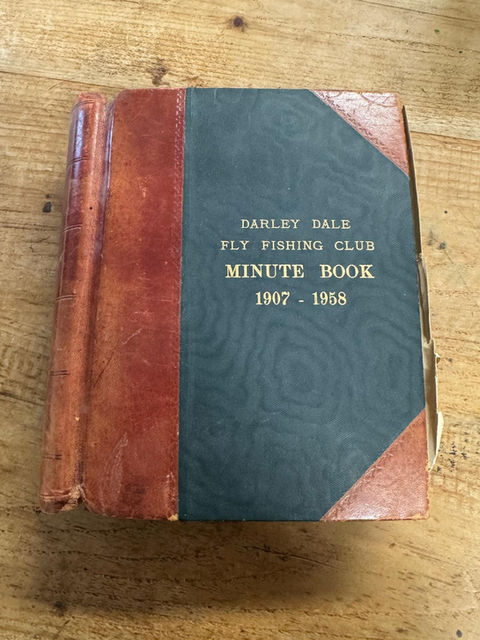 DARLEY DALE
FLY FISHING CLUB
MINUTE BOOK
1907 - 1958